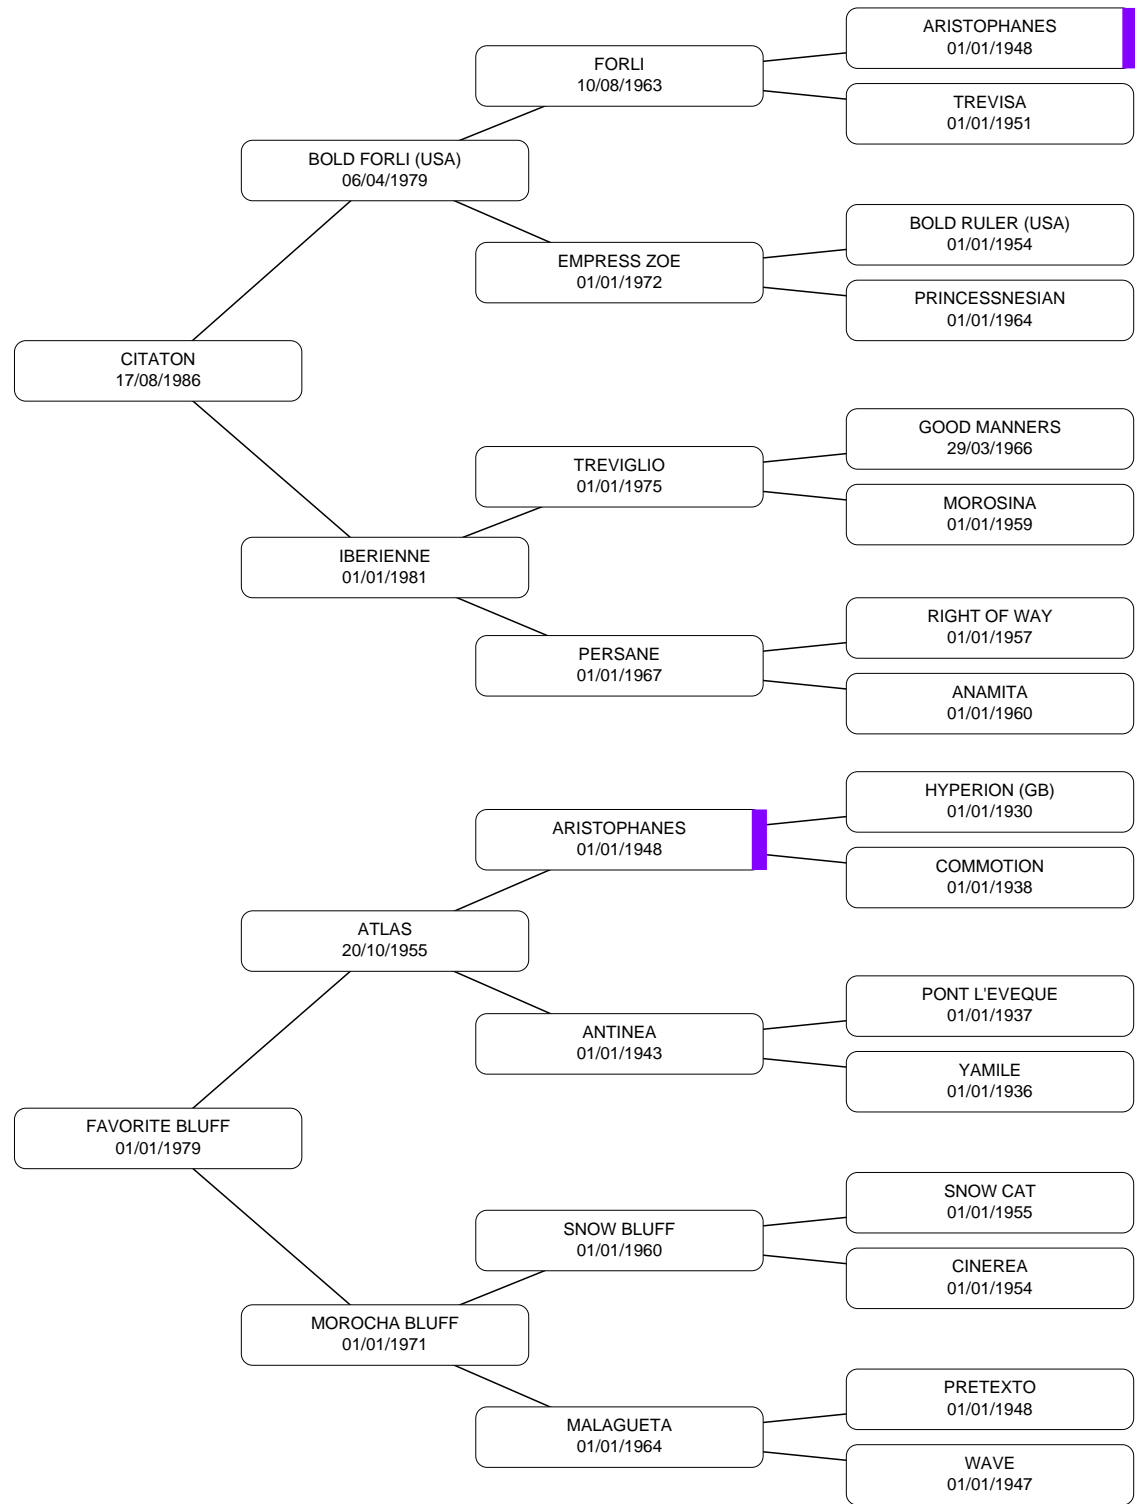 ARISTOPHANES
01/01/1948
FORLI
10/08/1963
TREVISA
01/01/1951
BOLD FORLI (USA)
06/04/1979
BOLD RULER (USA)
01/01/1954
EMPRESS ZOE
01/01/1972
PRINCESSNESIAN
01/01/1964
CITATON
17/08/1986
GOOD MANNERS
29/03/1966
TREVIGLIO
01/01/1975
MOROSINA
01/01/1959
IBERIENNE
01/01/1981
RIGHT OF WAY
01/01/1957
PERSANE
01/01/1967
ANAMITA
01/01/1960
HYPERION (GB)
01/01/1930
ARISTOPHANES
01/01/1948
COMMOTION
01/01/1938
ATLAS
20/10/1955
PONT L'EVEQUE
01/01/1937
ANTINEA
01/01/1943
YAMILE
01/01/1936
FAVORITE BLUFF
01/01/1979
SNOW CAT
01/01/1955
SNOW BLUFF
01/01/1960
CINEREA
01/01/1954
MOROCHA BLUFF
01/01/1971
PRETEXTO
01/01/1948
MALAGUETA
01/01/1964
WAVE
01/01/1947